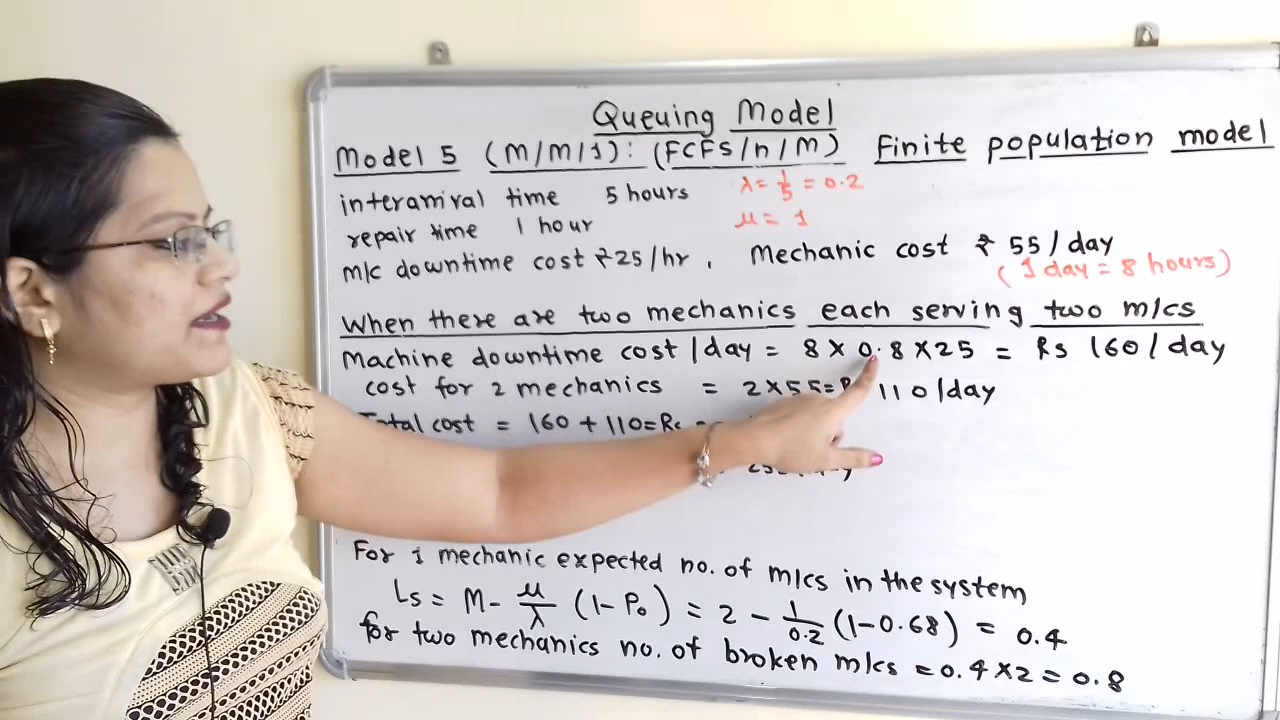 Queuing Model
Model 5 (M/M/1): (FCFS/n/M) Finite population model
interarrival time 5 hours λ = 1/5 = 0.2
repair time 1 hour μ = 1
m/c downtime cost ₹25/hr, Mechanic cost ₹ 55/day
(1 day = 8 hours)
When there are two mechanics each serving two m/cs
Machine downtime cost/day = 8 × 0.8 × 25 = Rs 160/day
cost for 2 mechanics = 2×55= 110/day
Total cost = 160 + 110=Rs
For 1 mechanic expected no. of m/cs in the system
Ls = M - μ/λ (1- P₀) = 2 - 1/0.2 (1-0.68) = 0.4
for two mechanics no. of broken m/cs = 0.4×2 = 0.8